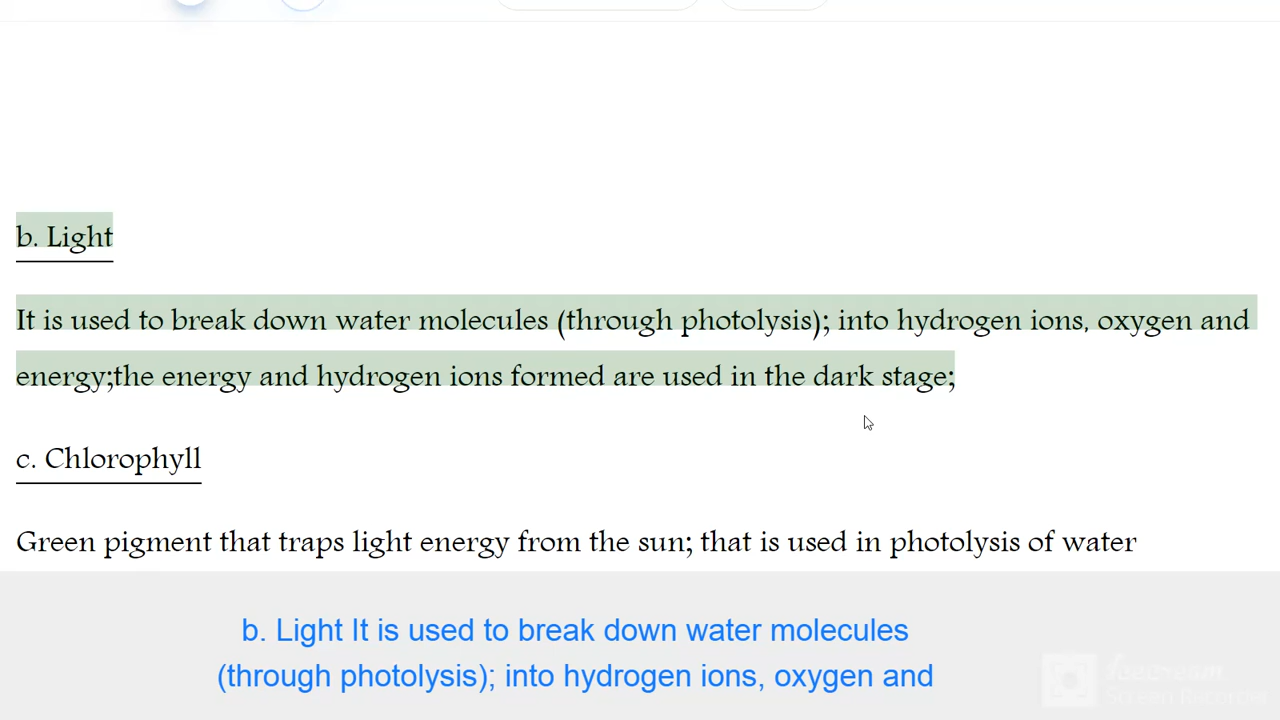 b. Light
It is used to break down water molecules (through photolysis); into hydrogen ions, oxygen and
energy;the energy and hydrogen ions formed are used in the dark stage;
c. Chlorophyll
Green pigment that traps light energy from the sun; that is used in photolysis of water
b. Light It is used to break down water molecules
(through photolysis); into hydrogen ions, oxygen and
Icecream
Screen Recorder